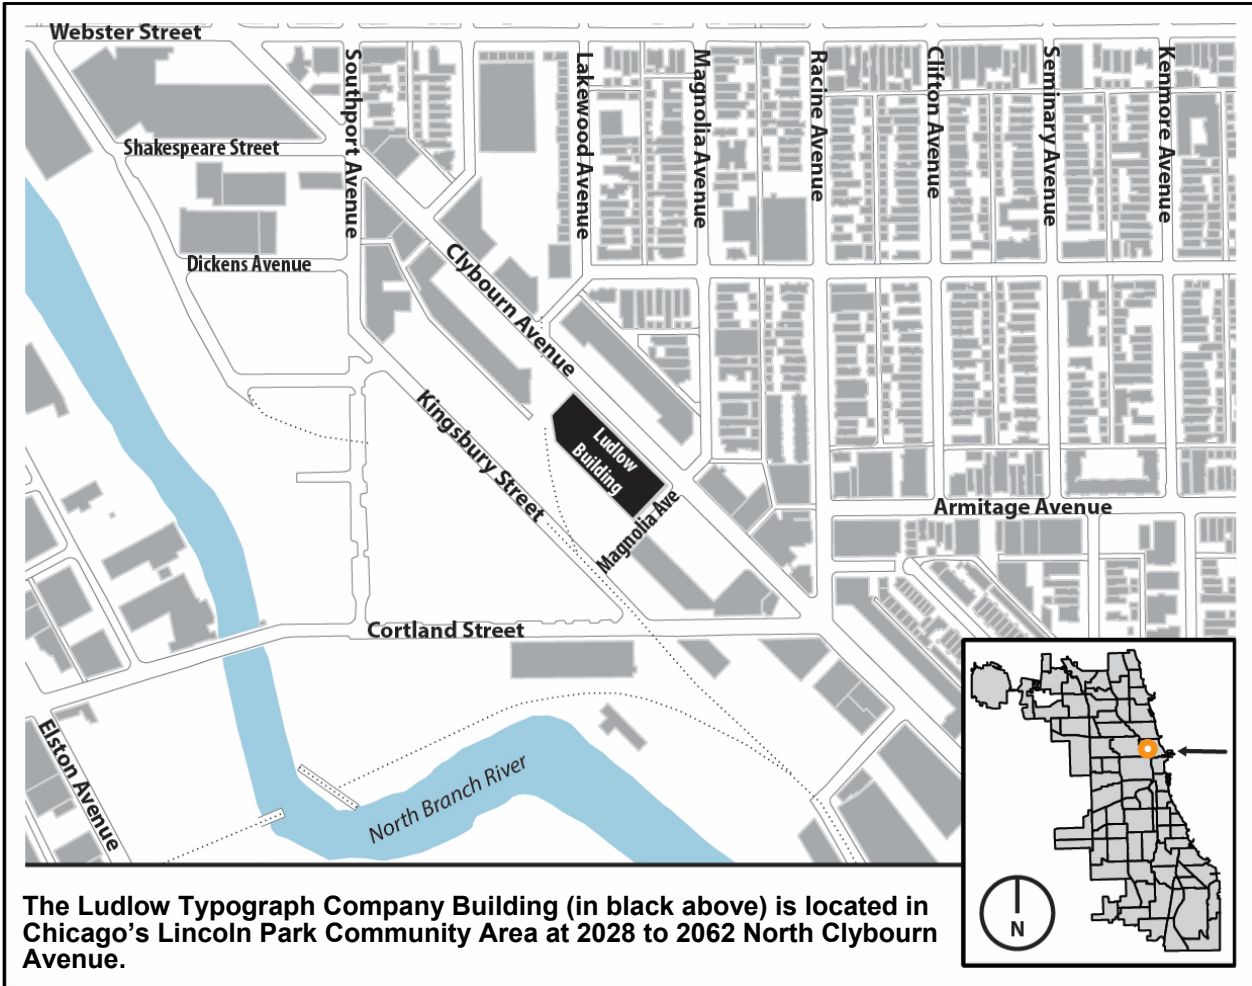 Webster Street
Southport Avenue
Lakewood Avenue
Magnolia Avenue
Racine Avenue
Clifton Avenue
Seminary Avenue
Kenmore Avenue
Shakespeare Street
Dickens Avenue
Clybourn Avenue
Kingsbury Street
Ludlow
Building
Magnolia Ave
Armitage Avenue
Cortland Street
Elston Avenue
North Branch River
N
The Ludlow Typograph Company Building (in black above) is located in
Chicago’s Lincoln Park Community Area at 2028 to 2062 North Clybourn
Avenue.